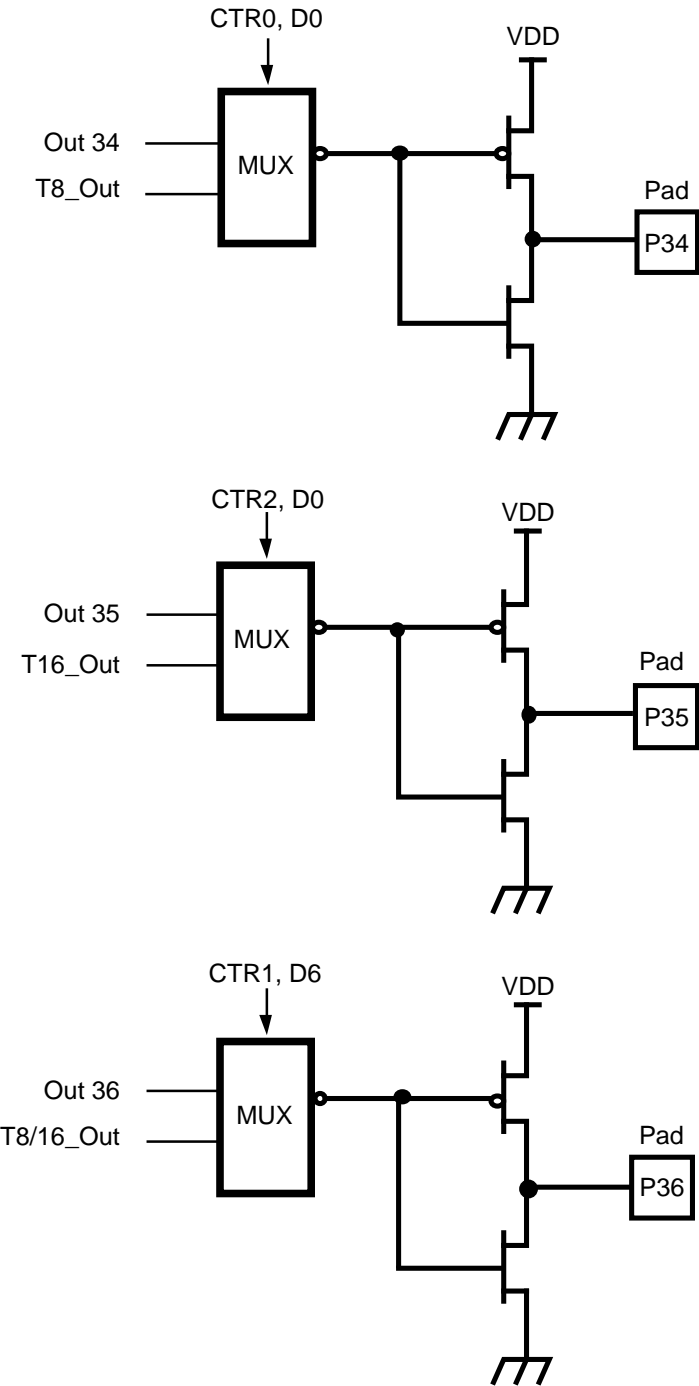 CTR0, D0
VDD
Out 34
MUX
T8_Out
Pad
P34
CTR2, D0
VDD
Out 35
MUX
T16_Out
Pad
P35
CTR1, D6
VDD
Out 36
MUX
T8/16_Out
Pad
P36